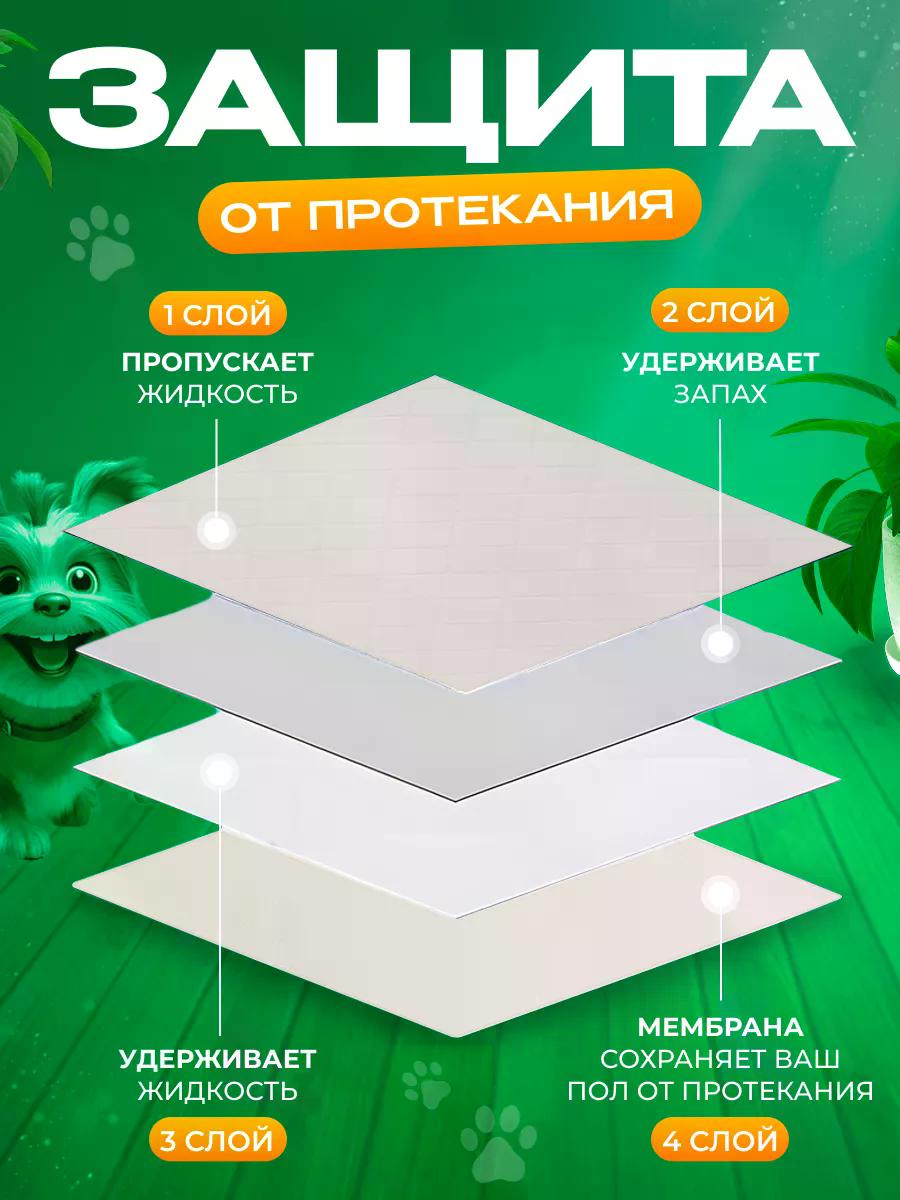 ЗАЩИТА
ОТ ПРОТЕКАНИЯ
1 СЛОЙ
ПРОПУСКАЕТ
ЖИДКОСТЬ
2 СЛОЙ
УДЕРЖИВАЕТ
ЗАПАХ
УДЕРЖИВАЕТ
ЖИДКОСТЬ
3 СЛОЙ
МЕМБРАНА
СОХРАНЯЕТ ВАШ
ПОЛ ОТ ПРОТЕКАНИЯ
4 СЛОЙ